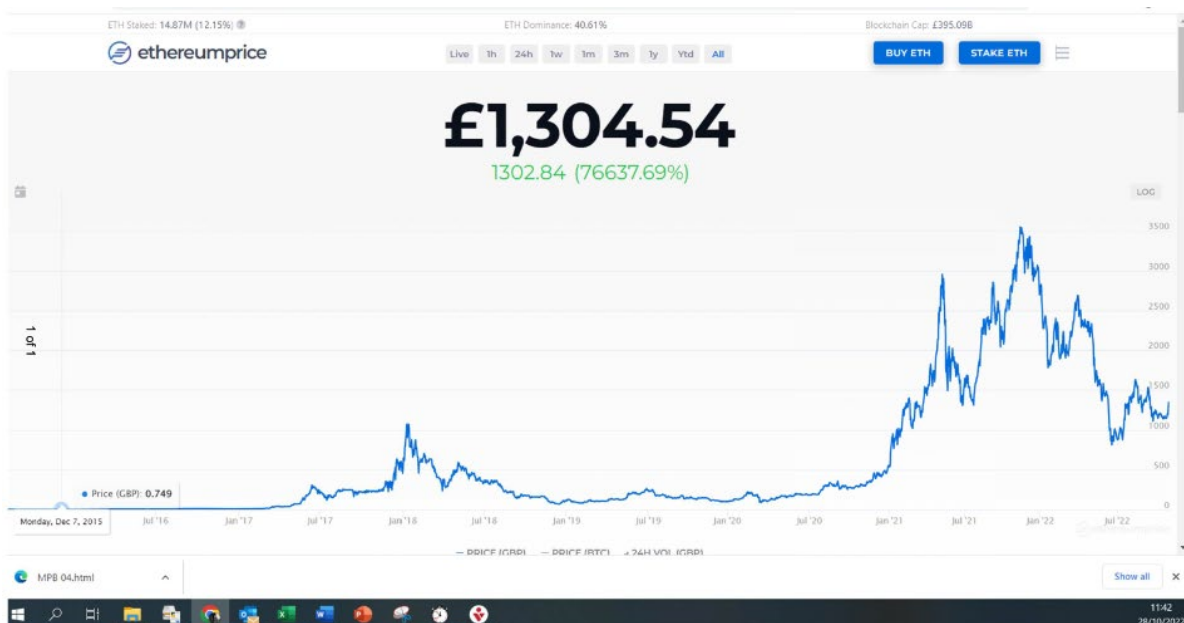 ETH Staked: 14.87M (12.15%) ETH Dominance: 40.61% Blockchain Cap: £395.09B
ethereumprice Live 1h 24h 1w 1m 3m 1y Ytd All BUY ETH STAKE ETH
£1,304.54
1302.84 (76637.69%)
LOG
3500
3000
2500
2000
1500
1000
500
0
1 of 1
Price (GBP): 0.749
Monday, Dec 7, 2015 Jul '16 Jan '17 Jul '17 Jan '18 Jul '18 Jan '19 Jul '19 Jan '20 Jul '20 Jan '21 Jul '21 Jan '22 Jul '22
ethereumprice
PRICE (GBP) PRICE (BTC) 24H VOL (GBP)
MPB 04.html Show all
11:42
28/10/2022